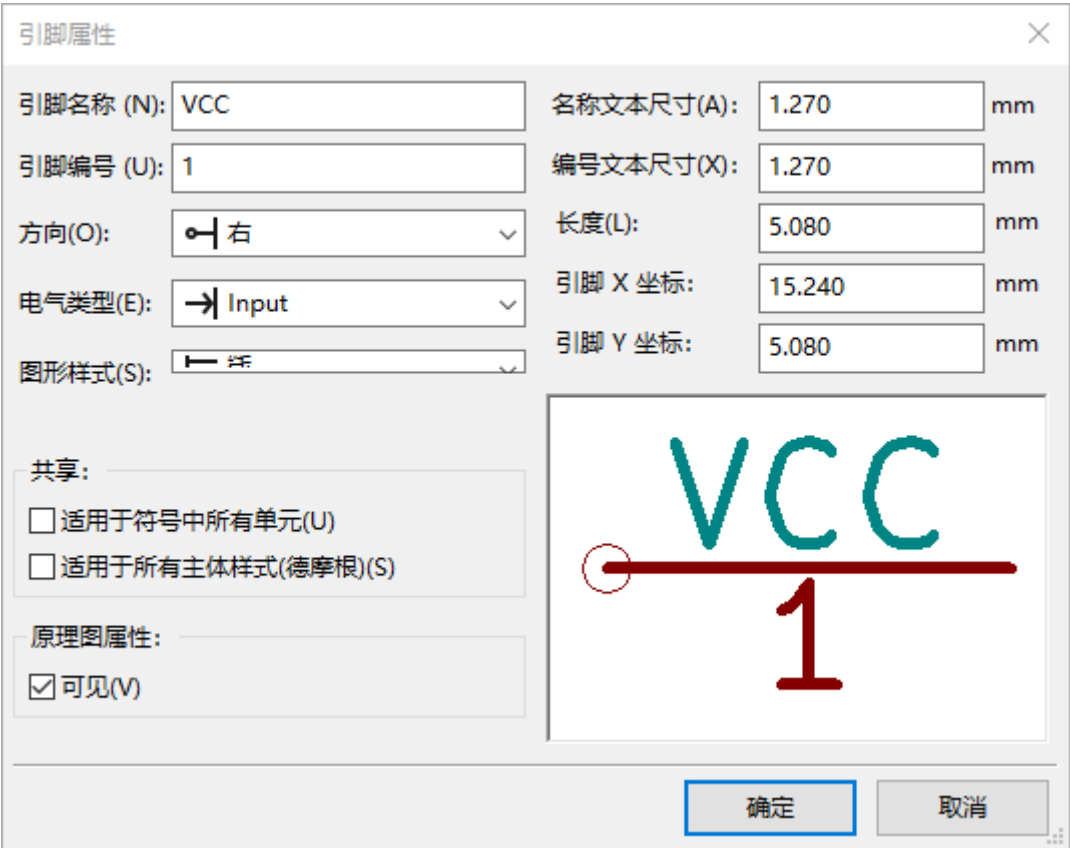 引脚属性
引脚名称 (N): VCC
引脚编号 (U): 1
方向(O): 右
电气类型(E): Input
图形样式(S):
共享:
适用于符号中所有单元(U)
适用于所有主体样式(德摩根)(S)
原理图属性:
可见(V)
名称文本尺寸(A): 1.270 mm
编号文本尺寸(X): 1.270 mm
长度(L): 5.080 mm
引脚 X 坐标: 15.240 mm
引脚 Y 坐标: 5.080 mm
VCC
1
确定 取消